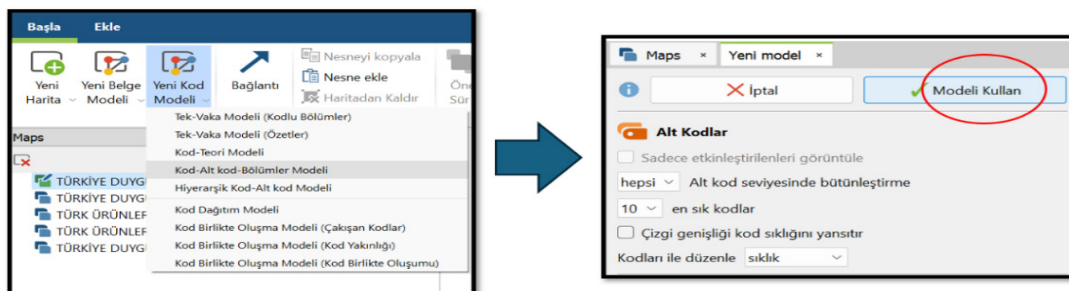 Başla Ekle
Yeni Harita
Yeni Belge Modeli
Yeni Kod Modeli
Bağlantı
Nesneyi kopyala
Nesne ekle
Haritadan Kaldır
Maps
Tek-Vaka Modeli (Kodlu Bölümler)
Tek-Vaka Modeli (Özetler)
Kod-Teori Modeli
Kod-Alt kod-Bölümler Modeli
Hiyerarşik Kod-Alt kod Modeli
Kod Dağıtım Modeli
Kod Birlikte Oluşma Modeli (Çakışan Kodlar)
Kod Birlikte Oluşma Modeli (Kod Yakınlığı)
Kod Birlikte Oluşma Modeli (Kod Birlikte Oluşumu)
TÜRKİYE DUYG
TÜRKİYE DUYG
TÜRK ÜRÜNLER
TÜRK ÜRÜNLER
TÜRKİYE DUYG
Maps × Yeni model ×
İptal Modeli Kullan
Alt Kodlar
Sadece etkinleştirilenleri görüntüle
hepsi Alt kod seviyesinde bütünleştirme
10 en sık kodlar
Çizgi genişliği kod sıklığını yansıtır
Kodları ile düzenle sıklık